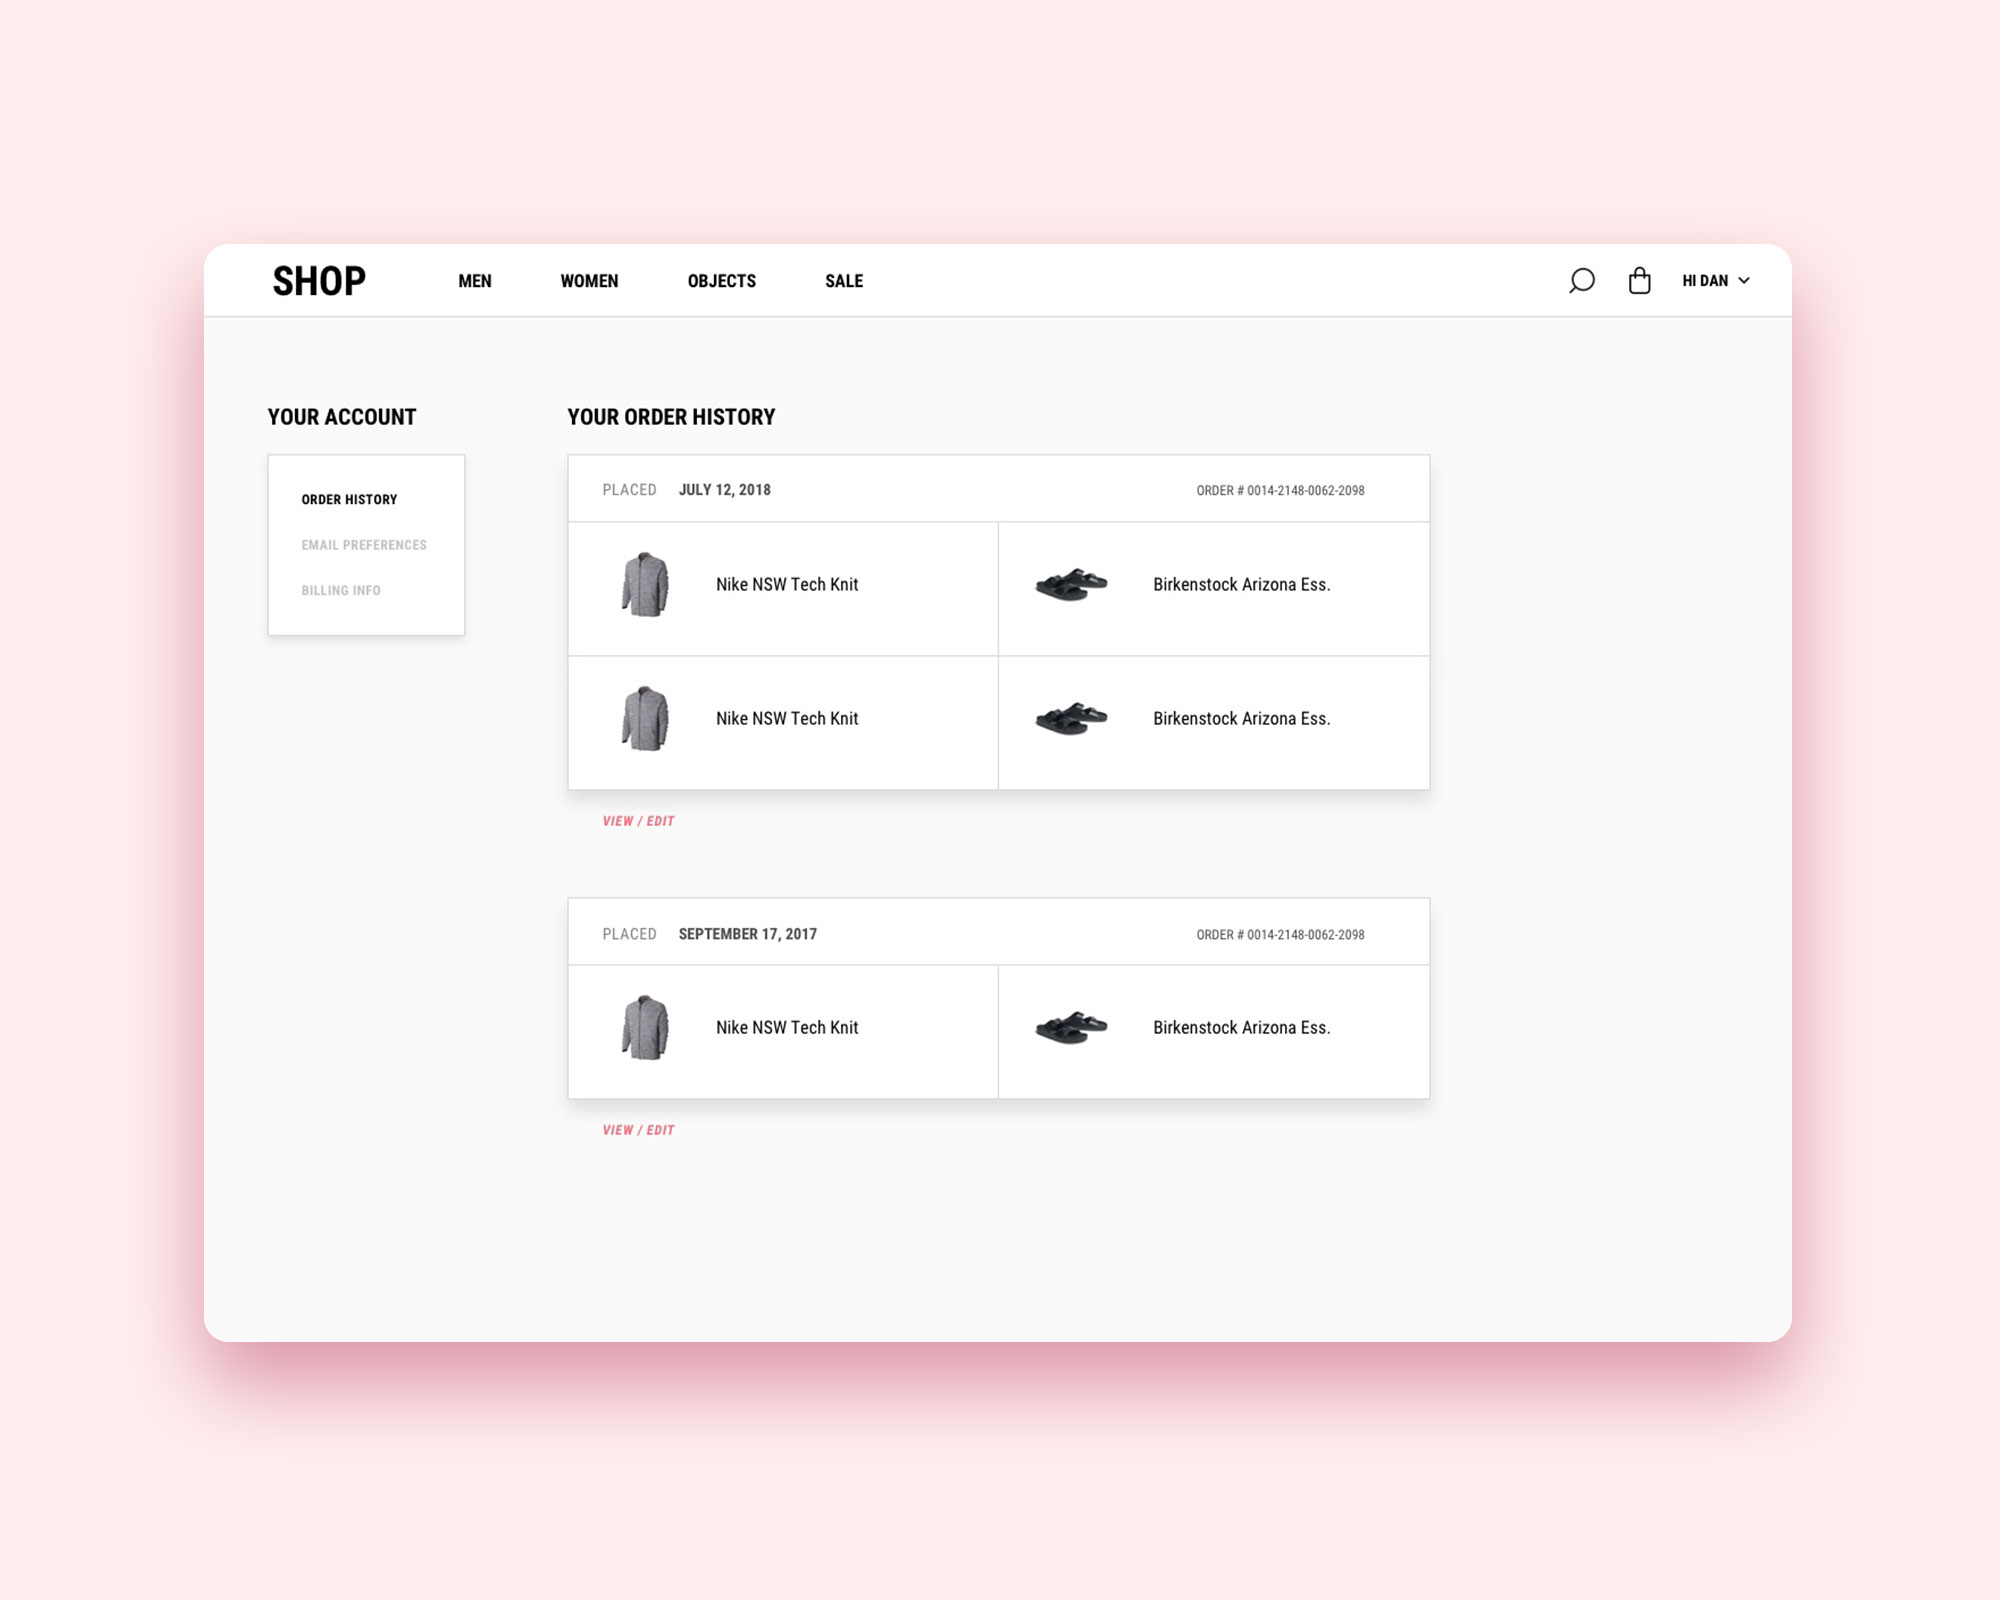 SHOP MEN WOMEN OBJECTS SALE HI DAN
YOUR ACCOUNT
ORDER HISTORY
EMAIL PREFERENCES
BILLING INFO
YOUR ORDER HISTORY
PLACED JULY 12, 2018 ORDER # 0014-2148-0062-2098
Nike NSW Tech Knit Birkenstock Arizona Ess.
Nike NSW Tech Knit Birkenstock Arizona Ess.
VIEW / EDIT
PLACED SEPTEMBER 17, 2017 ORDER # 0014-2148-0062-2098
Nike NSW Tech Knit Birkenstock Arizona Ess.
VIEW / EDIT